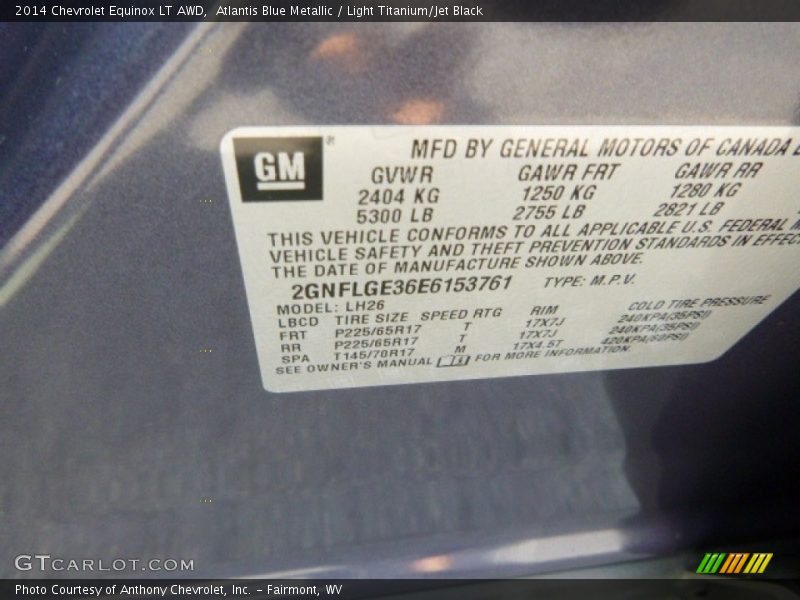 2014 Chevrolet Equinox LT AWD,  Atlantis Blue Metallic / Light Titanium/Jet Black
GM
MFD BY GENERAL MOTORS OF CANADA
GVWR GAWR FRT GAWR RR
2404 KG 1250 KG 1280 KG
5300 LB 2755 LB 2821 LB
THIS VEHICLE CONFORMS TO ALL APPLICABLE U.S. FEDERAL
VEHICLE SAFETY AND THEFT PREVENTION STANDARDS IN EFFEC
THE DATE OF MANUFACTURE SHOWN ABOVE.
2GNFLGE36E6153761 TYPE: M.P.V.
MODEL: LH26
LBCD TIRE SIZE SPEED RTG RIM COLD TIRE PRESSURE
FRT P225/65R17 T 17X7J 240KPA(35PSI)
RR P225/65R17 T 17X7J 240KPA(35PSI)
SPA T145/70R17 M 17X4.5T 420KPA(60PSI)
SEE OWNER'S MANUAL FOR MORE INFORMATION.
GTCARLOT.COM
Photo Courtesy of Anthony Chevrolet, Inc. – Fairmont, WV